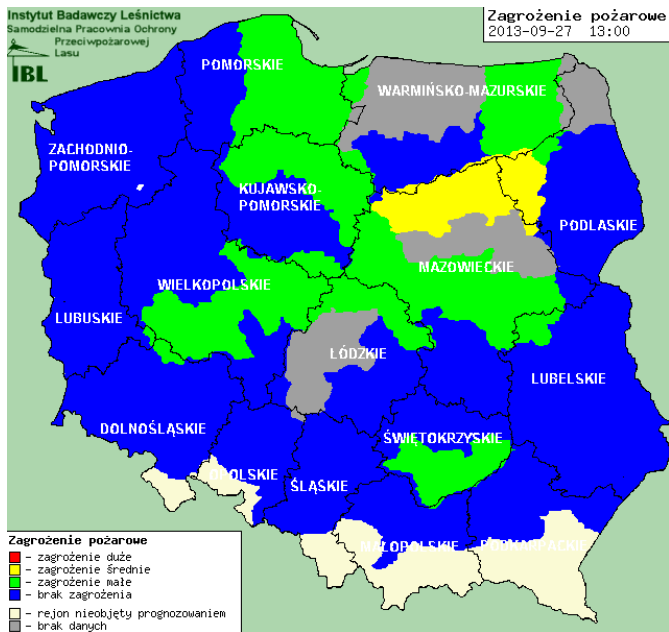 Instytut Badawczy Leśnictwa
Samodzielna Pracownia Ochrony
Przeciwpożarowej
Lasu
IBL
Zagrożenie pożarowe
2013-09-27 13:00
POMORSKIE
WARMIŃSKO-MAZURSKIE
ZACHODNIO-
POMORSKIE
KUJAWSKO-
POMORSKIE
PODLASKIE
MAZOWIECKIE
WIELKOPOLSKIE
LUBUSKIE
ŁÓDZKIE
LUBELSKIE
DOLNOŚLĄSKIE
ŚWIĘTOKRZYSKIE
OPOLSKIE
ŚLĄSKIE
MAŁOPOLSKIE
PODKARPACKIE
Zagrożenie pożarowe
– zagrożenie duże
– zagrożenie średnie
– zagrożenie małe
– brak zagrożenia
– rejon nieobjęty prognozowaniem
– brak danych